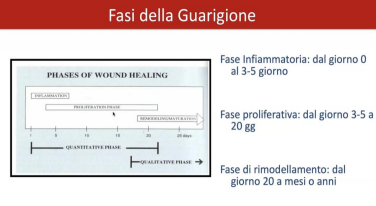 Fasi della Guarigione
PHASES OF WOUND HEALING
INFLAMMATION
PROLIFERATION PHASE
REMODELING/MATURATION
1 5 10 15 20 28 days
QUANTITATIVE PHASE
QUALITATIVE PHASE
Fase Infiammatoria: dal giorno 0
al 3-5 giorno
Fase proliferativa: dal giorno 3-5 a
20 gg
Fase di rimodellamento: dal
giorno 20 a mesi o anni